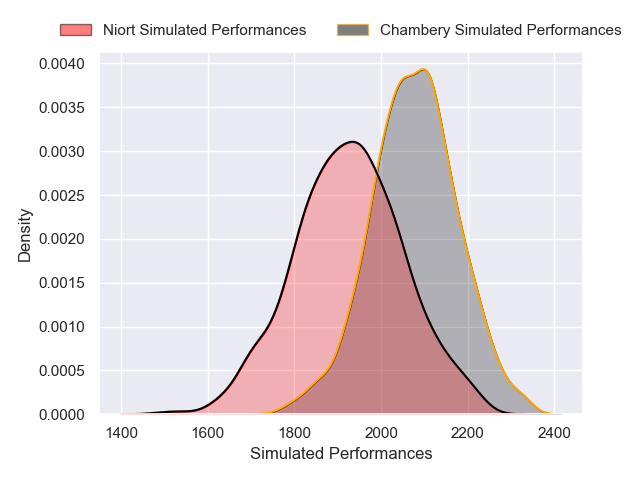 Niort Simulated Performances
Chambery Simulated Performances
0.0040
0.0035
0.0030
0.0025
0.0020
0.0015
0.0010
0.0005
0.0000
Density
1400 1600 1800 2000 2200 2400
Simulated Performances